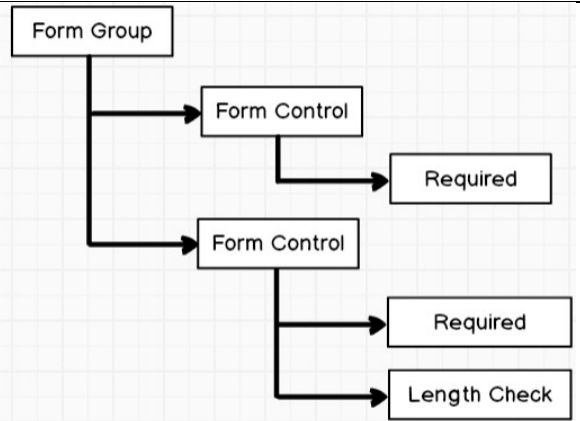 Form Group
Form Control
Required
Form Control
Required
Length Check